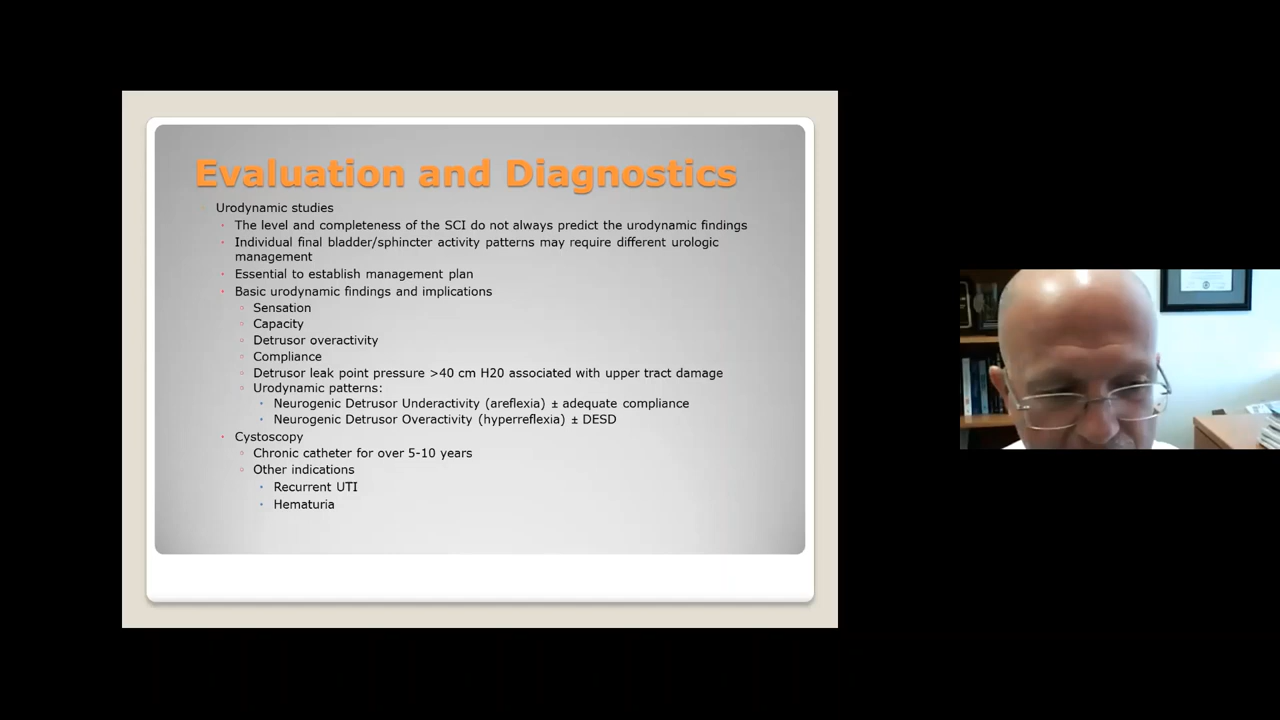 Evaluation and Diagnostics
Urodynamic studies
The level and completeness of the SCI do not always predict the urodynamic findings
Individual final bladder/sphincter activity patterns may require different urologic
management
Essential to establish management plan
Basic urodynamic findings and implications
Sensation
Capacity
Detrusor overactivity
Compliance
Detrusor leak point pressure >40 cm H20 associated with upper tract damage
Urodynamic patterns:
Neurogenic Detrusor Underactivity (areflexia) ± adequate compliance
Neurogenic Detrusor Overactivity (hyperreflexia) ± DESD
Cystoscopy
Chronic catheter for over 5-10 years
Other indications
Recurrent UTI
Hematuria